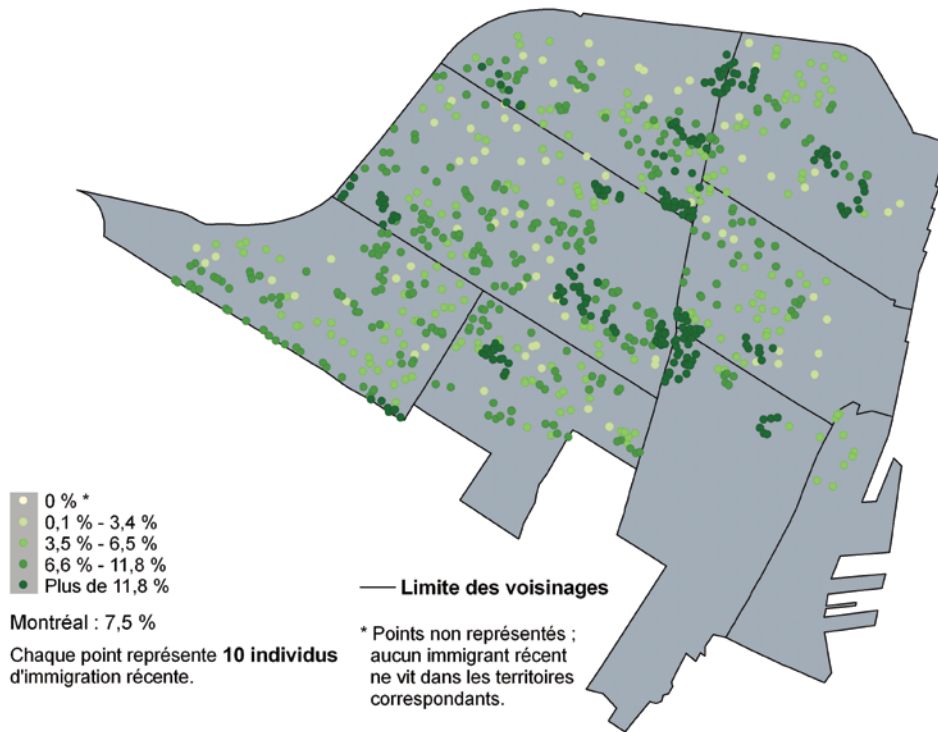 0 % *
0,1 % - 3,4 %
3,5 % - 6,5 %
6,6 % - 11,8 %
Plus de 11,8 %
Montréal : 7,5 %
Chaque point représente 10 individus
d'immigration récente.
Limite des voisinages
* Points non représentés ;
aucun immigrant récent
ne vit dans les territoires
correspondants.